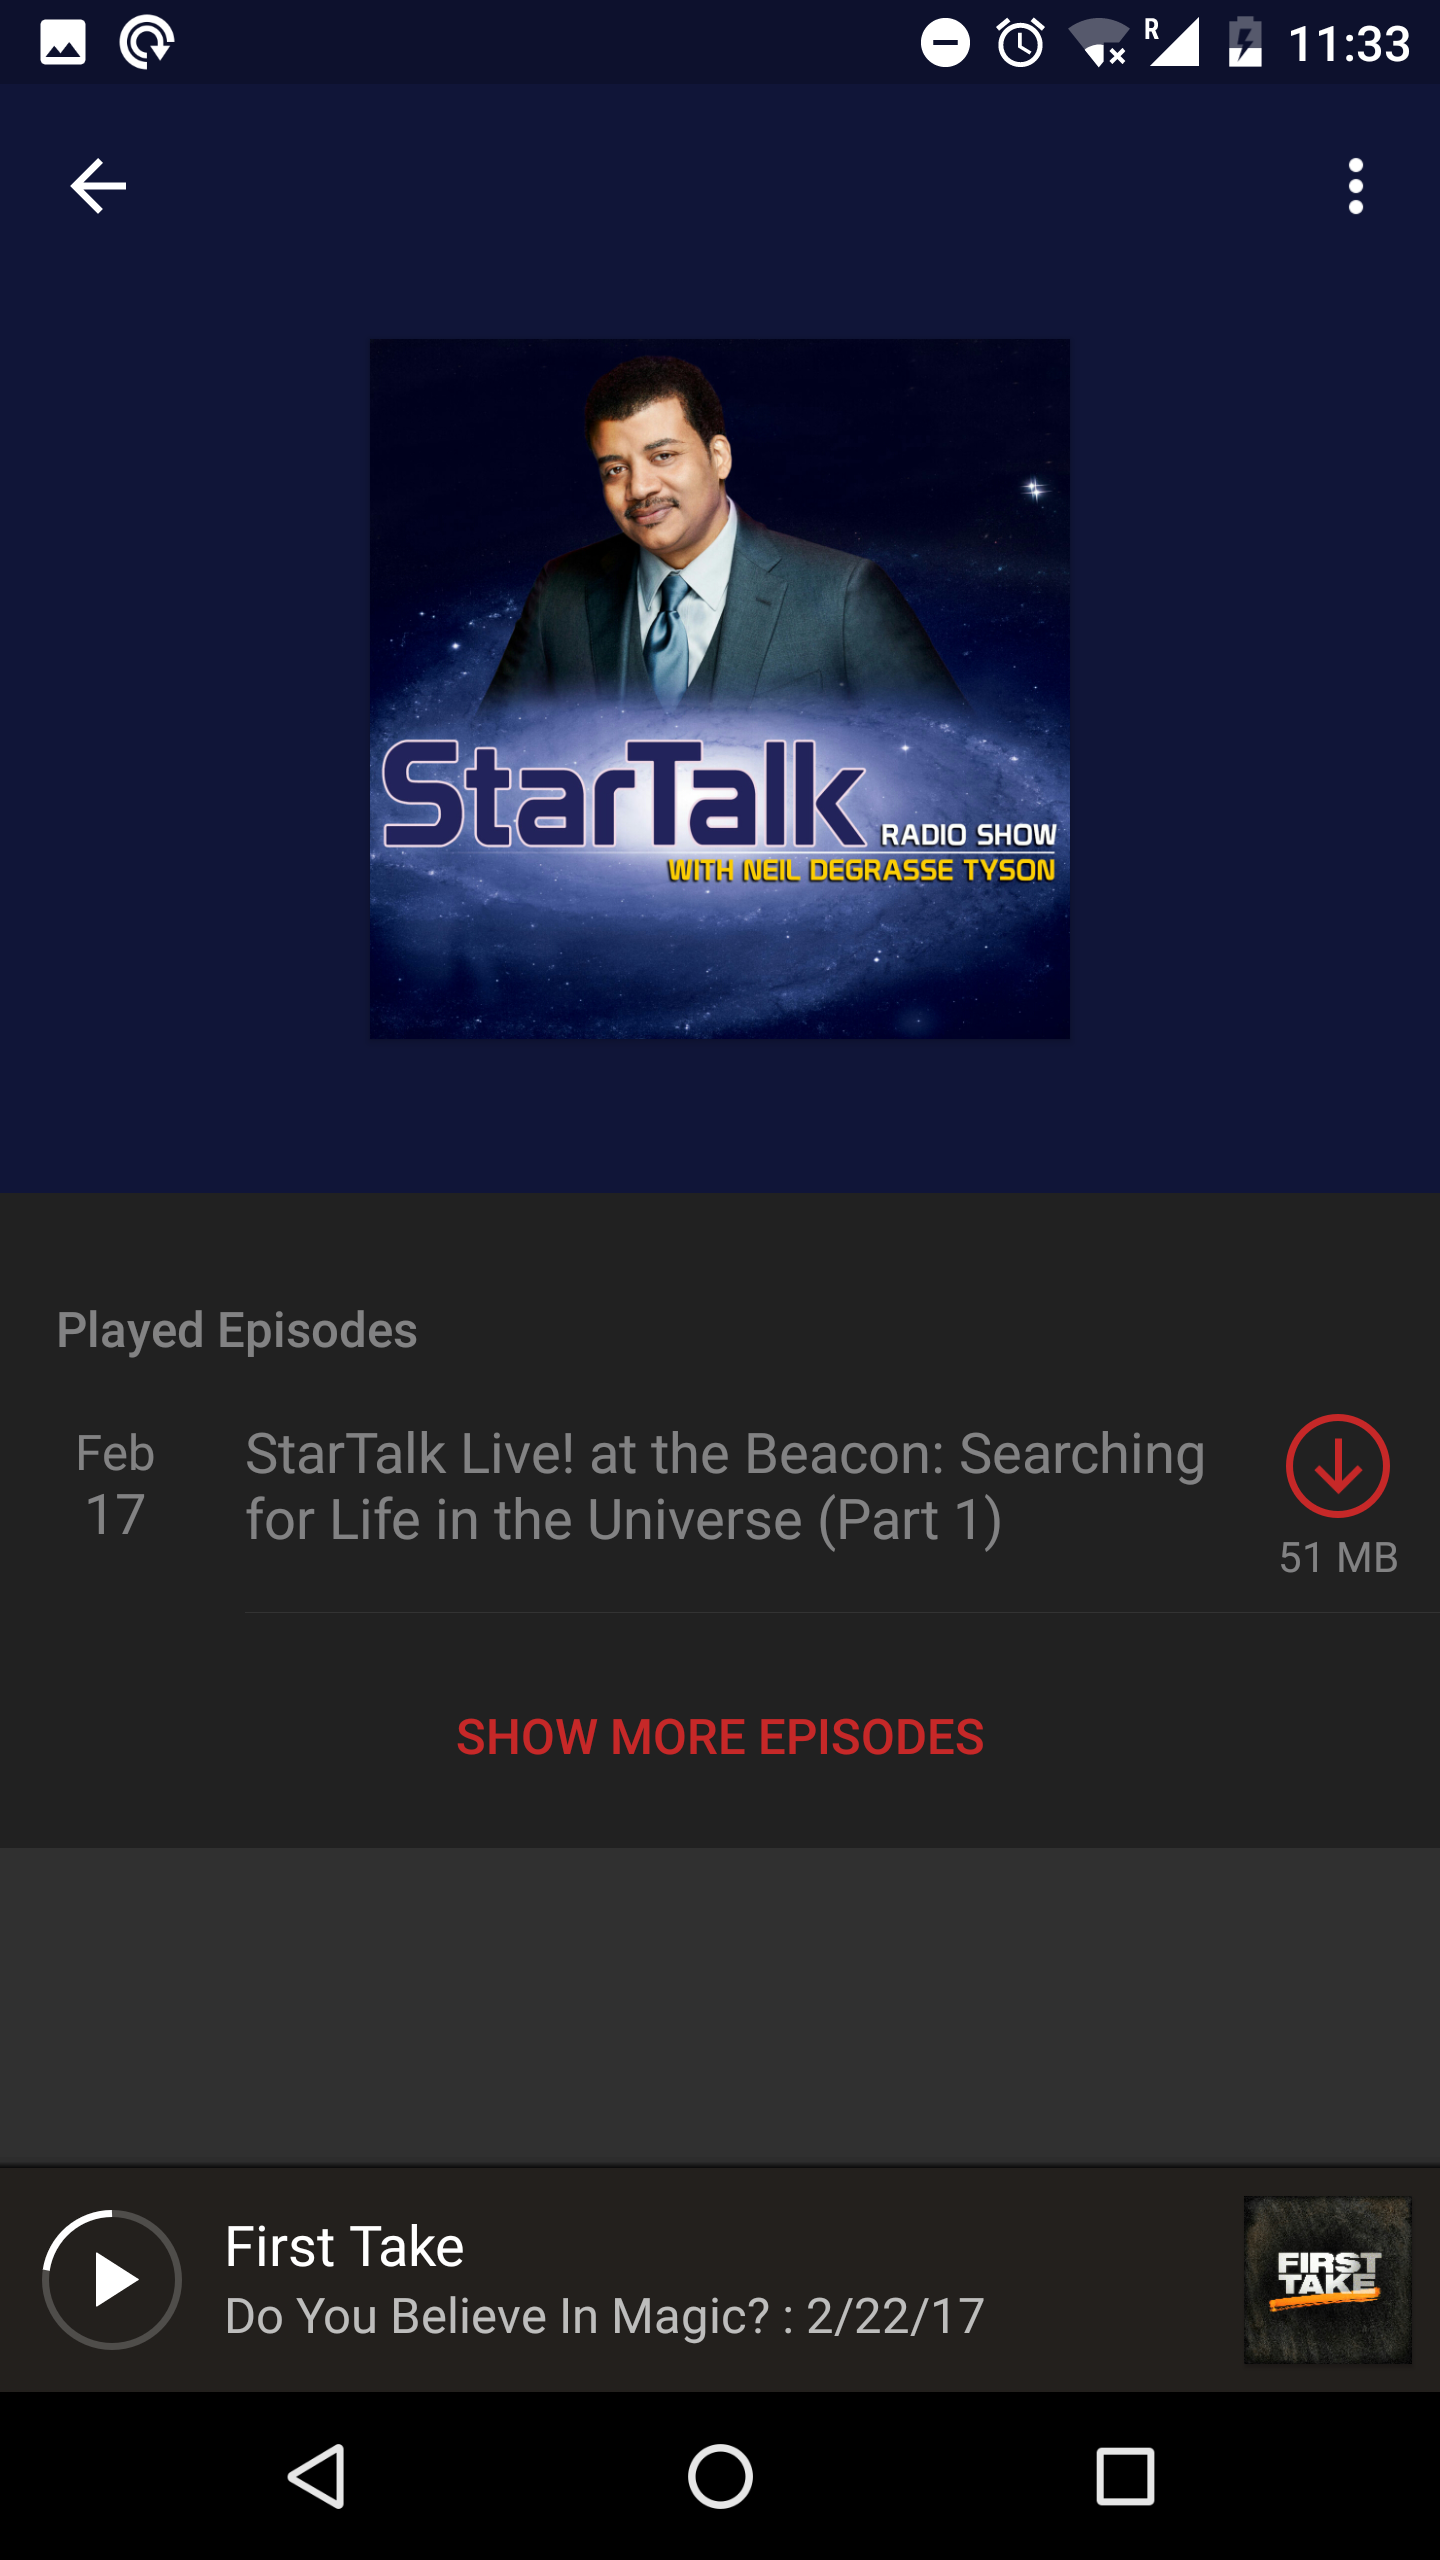 R 11:33
StarTalk
RADIO SHOW
WITH NEIL DEGRASSE TYSON
Played Episodes
Feb
17
StarTalk Live! at the Beacon: Searching
for Life in the Universe (Part 1)
51 MB
SHOW MORE EPISODES
First Take
Do You Believe In Magic? : 2/22/17
FIRST
TAKE